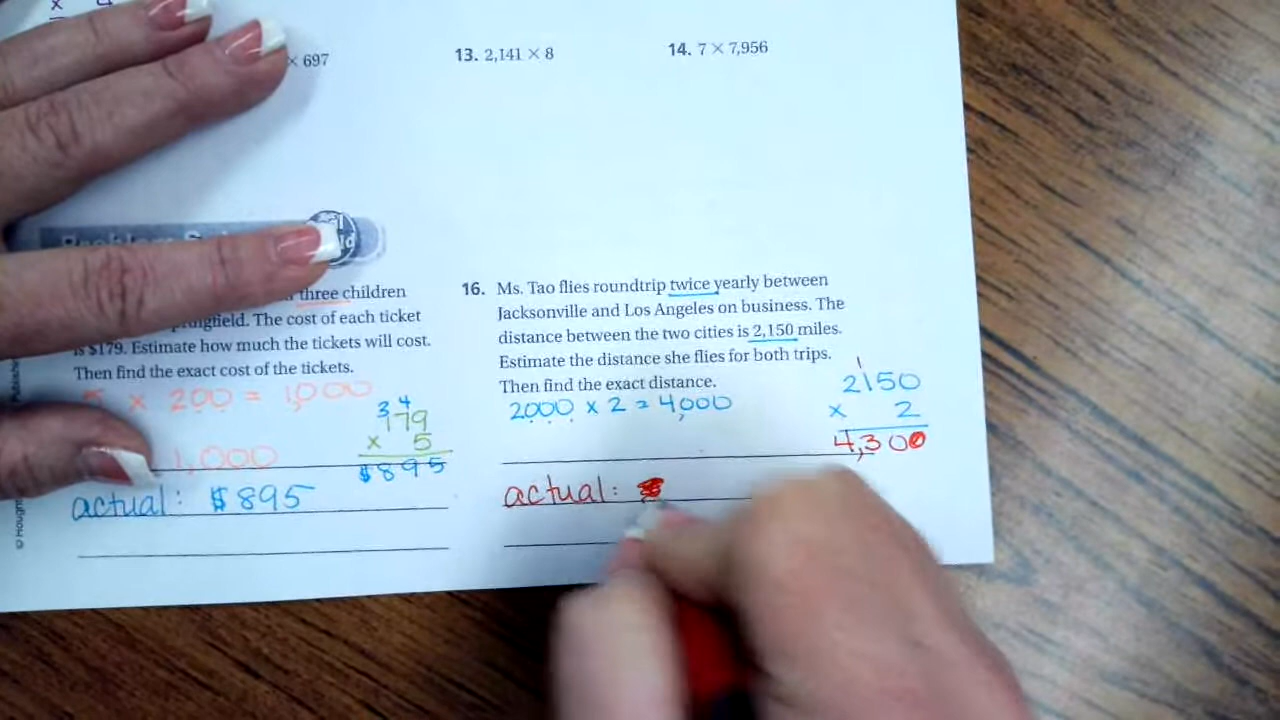 × 697
13. 2,141 × 8
14. 7 × 7,956
three children
The cost of each ticket
is $179. Estimate how much the tickets will cost.
Then find the exact cost of the tickets.
× 200 = 1,000
34
179
× 5
$895
1,000
actual: $895
16. Ms. Tao flies roundtrip twice yearly between
Jacksonville and Los Angeles on business. The
distance between the two cities is 2,150 miles.
Estimate the distance she flies for both trips.
Then find the exact distance.
2000 × 2 = 4,000
1
2150
× 2
4,300
actual: